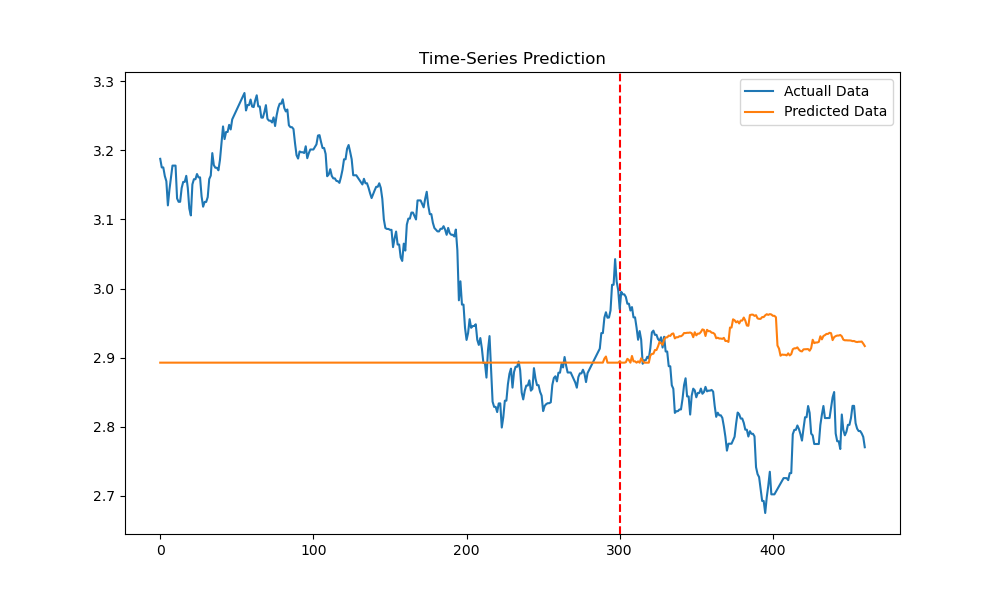 Time-Series Prediction
Actuall Data
Predicted Data
3.3
3.2
3.1
3.0
2.9
2.8
2.7
0 100 200 300 400